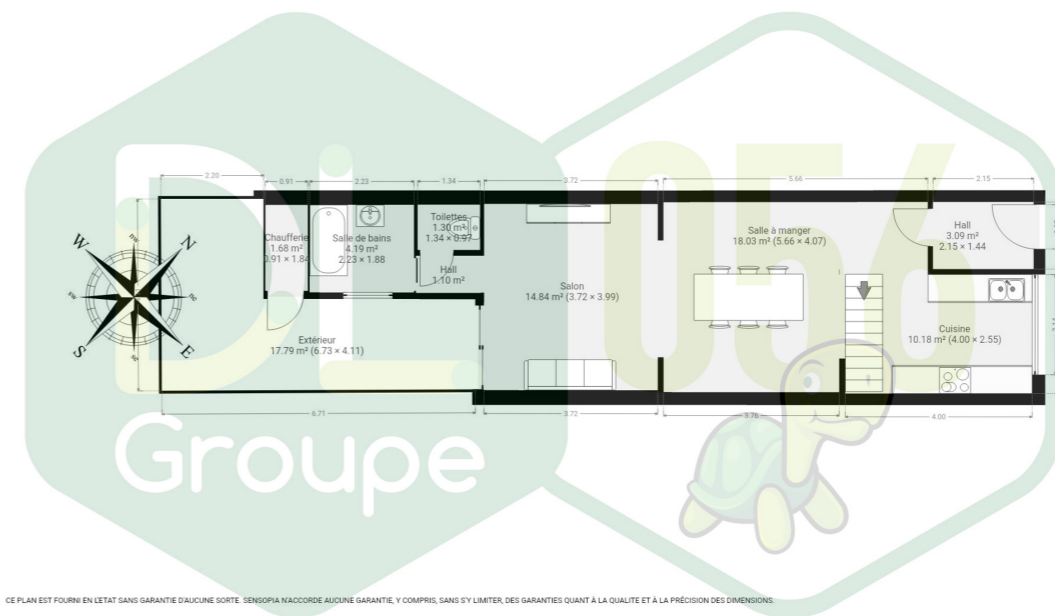 2.20
0.91
2.23
1.34
2.72
5.66
2.15
Chaufferie
1.68 m²
0.91 × 1.84
Salle de bains
4.19 m²
2.23 × 1.88
Toilettes
1.30 m²
1.34 × 0.97
Hall
1.10 m²
Salon
14.84 m² (3.72 × 3.99)
Salle à manger
18.03 m² (5.66 × 4.07)
Hall
3.09 m²
2.15 × 1.44
Cuisine
10.18 m² (4.00 × 2.55)
Extérieur
17.79 m² (6.73 × 4.11)
W
N
S
E
6.71
3.72
3.78
4.00
DL
Groupe
056
CE PLAN EST FOURNI EN L'ETAT SANS GARANTIE D'AUCUNE SORTE. SENSOPIA N'ACCORDE AUCUNE GARANTIE, Y COMPRIS, SANS S'Y LIMITER, DES GARANTIES QUANT À LA QUALITE ET À LA PRÉCISION DES DIMENSIONS.